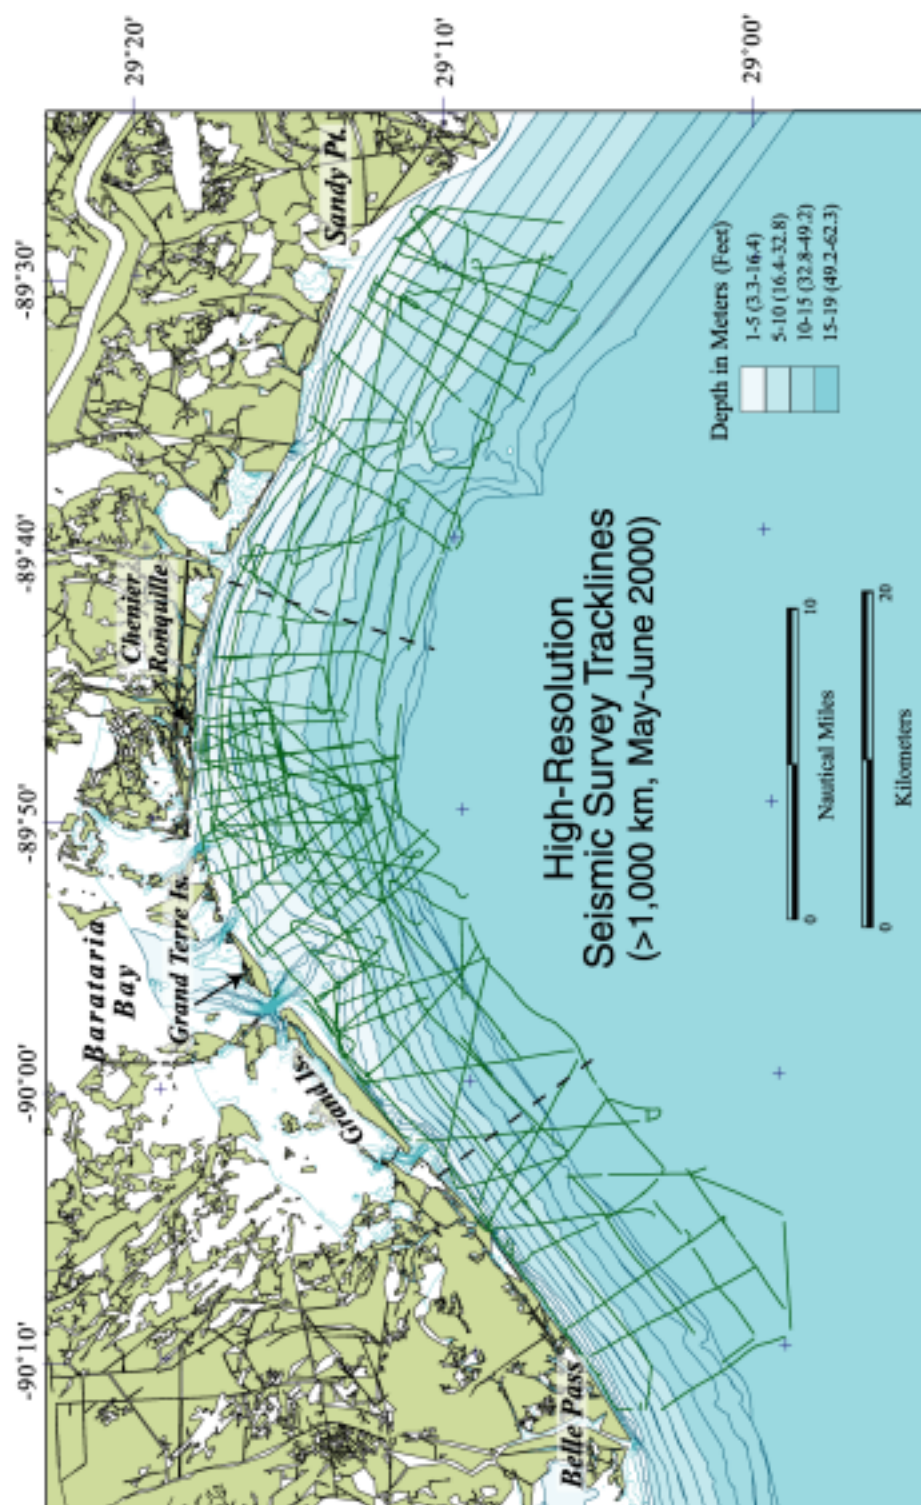 -90°10'
-90°00'
-89°50'
-89°40'
-89°30'
29°20'
29°10'
29°00'
Barataria
Bay
Grand Terre Is.
Grand Is.
Chenier
Ronquille
Sandy Pt.
Belle Pass
High-Resolution
Seismic Survey Tracklines
(>1,000 km, May-June 2000)
Depth in Meters (Feet)
1-5 (3.3-16.4)
5-10 (16.4-32.8)
10-15 (32.8-49.2)
15-19 (49.2-62.3)
0 10
Nautical Miles
0 20
Kilometers